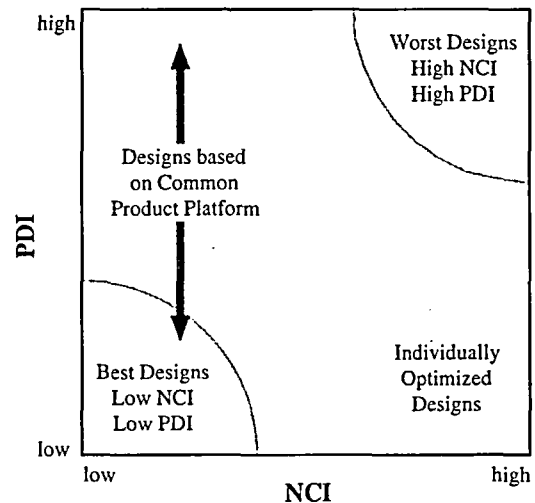 high
Worst Designs
High NCI
High PDI
Designs based
on Common
Product Platform
PDI
Best Designs
Low NCI
Low PDI
Individually
Optimized
Designs
low
low
high
NCI